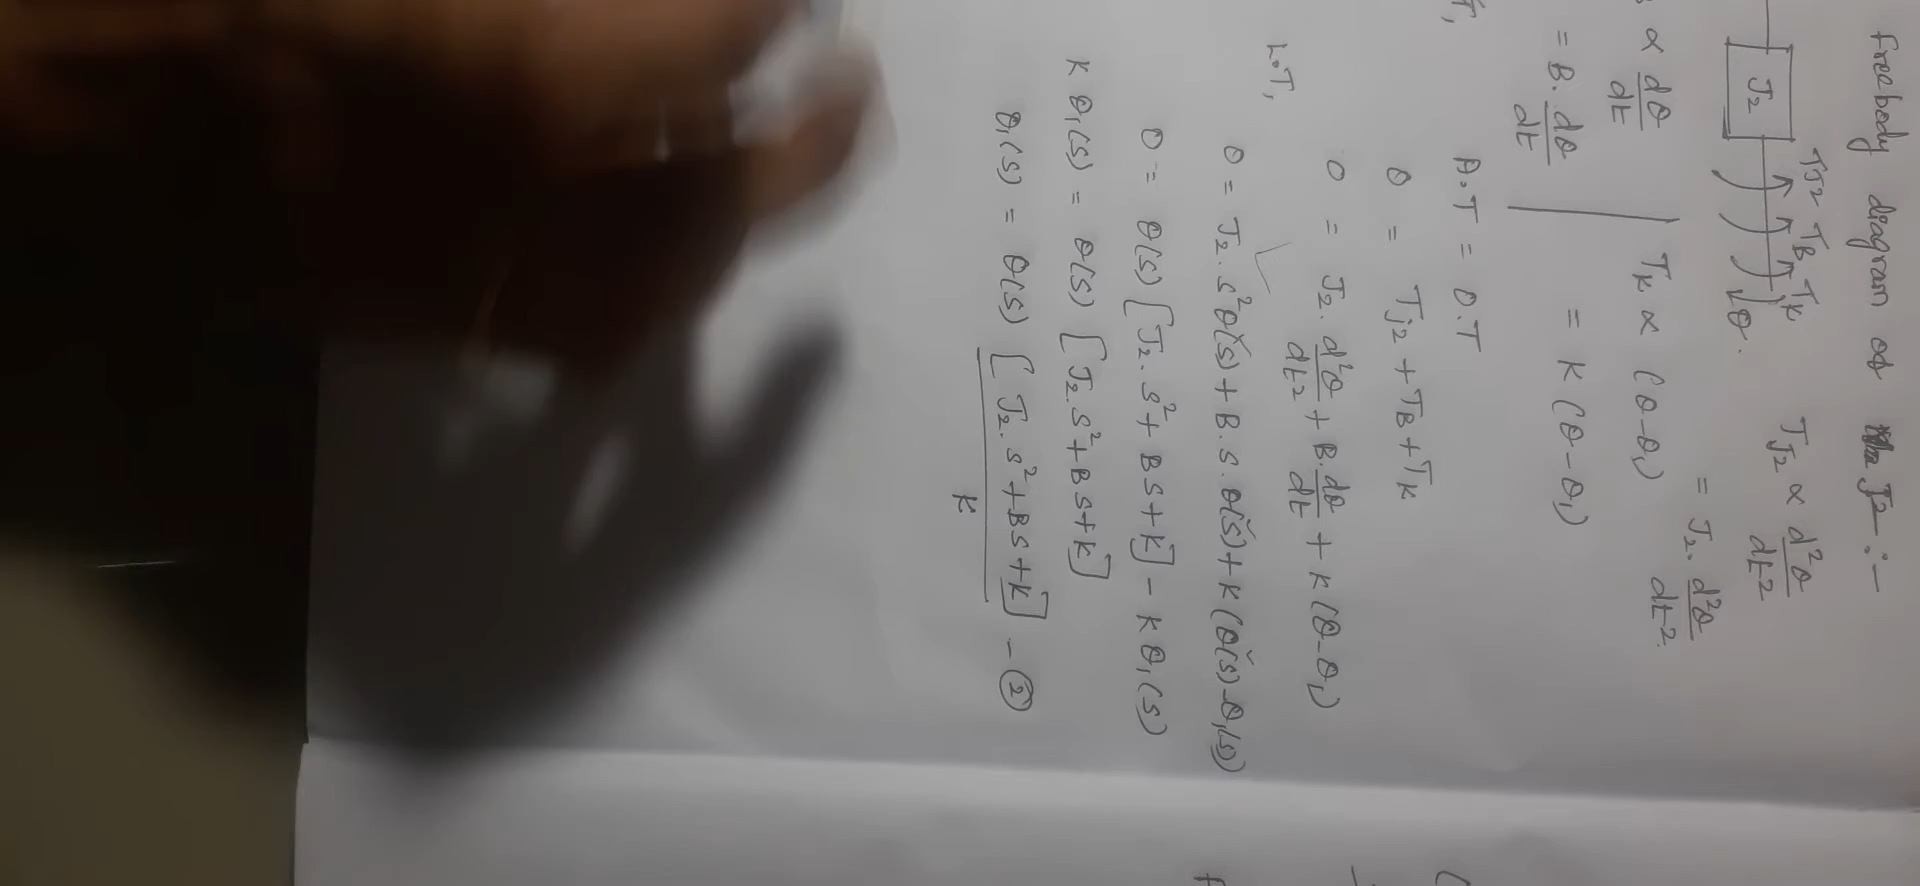 freebody diagram of J2 :-
TJ2 TB TK
J2
θ.
TJ2 ∝ d²θ/dt²
= J2. d²θ/dt²
∝ dθ/dt
TK ∝ (θ-θ1)
= B. dθ/dt
= K (θ-θ1)
A.T = O.T
0 = TJ2 + TB + TK
0 = J2. d²θ/dt2 + B. dθ/dt + K (θ-θ1)
L.T,
0 = J2. s²θ(s) + B. s. θ(s) + K (θ(s) - θ1(s))
0 = θ(s) [J2. s² + Bs + K] - K θ1(s)
K θ1(s) = θ(s) [J2. s² + Bs + K]
θ1(s) = θ(s) [J2. s² + Bs + K] / K - ②